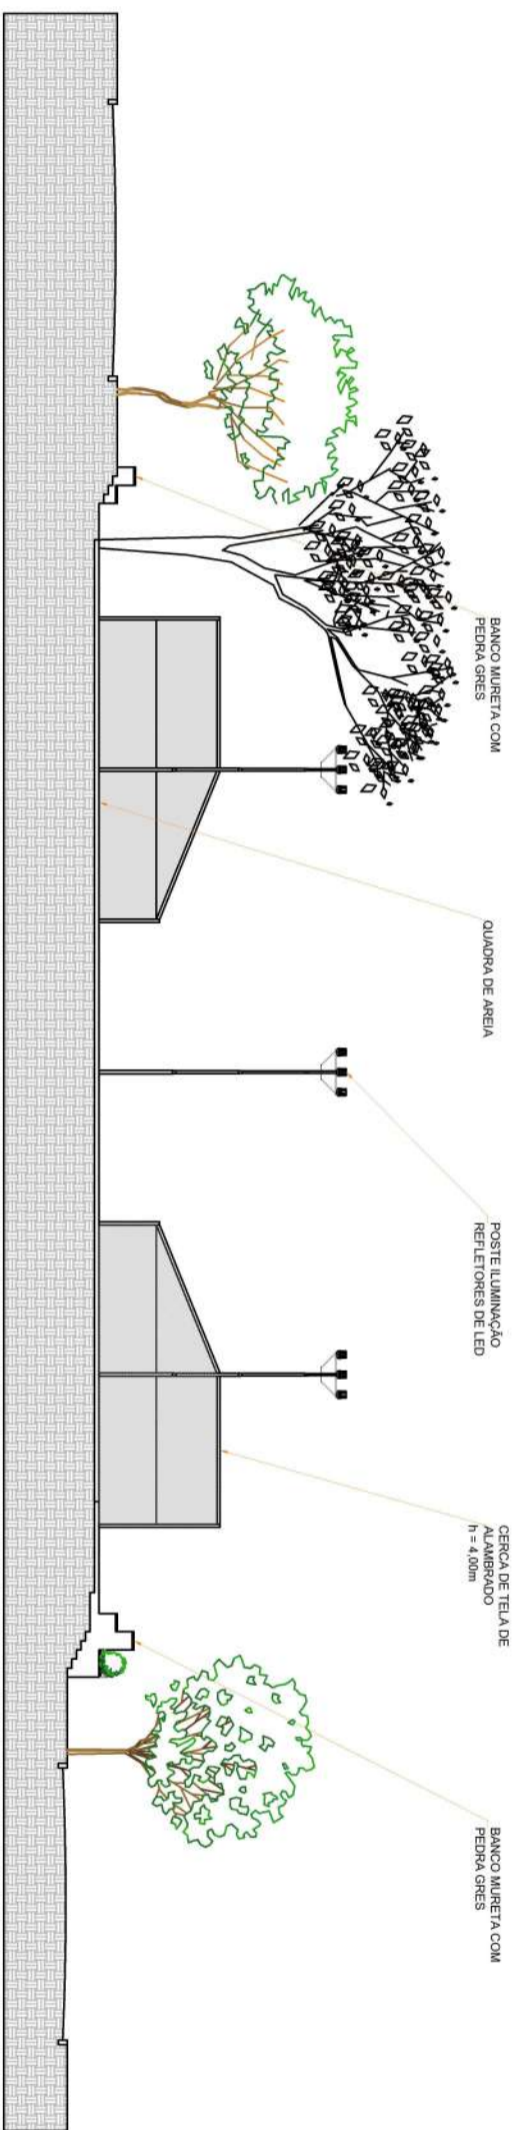 BANCO MURETA COM
PEDRA GRES
QUADRA DE AREIA
POSTE ILUMINAÇÃO
REFLETORES DE LED
CERCA DE TELA DE
ALAMBRADO
h = 4,00m
BANCO MURETA COM
PEDRA GRES